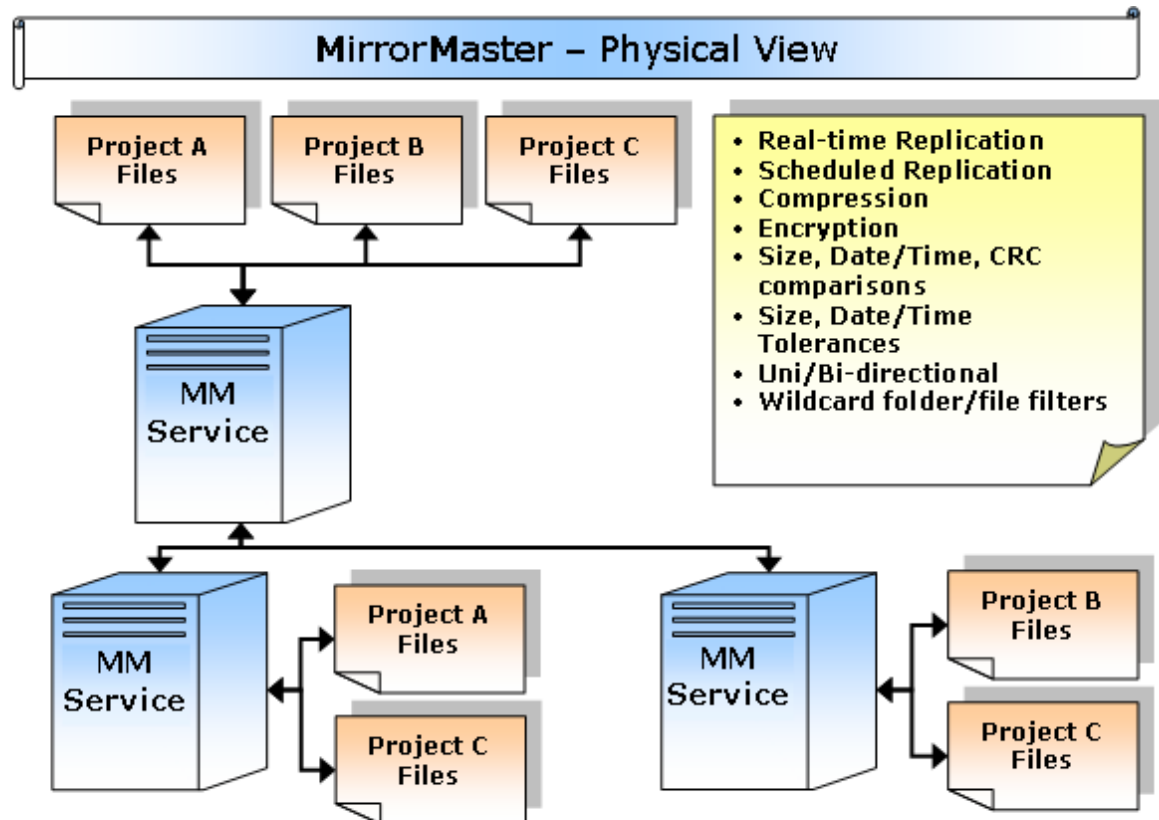 MirrorMaster – Physical View
Project A
Files
Project B
Files
Project C
Files
• Real-time Replication
• Scheduled Replication
• Compression
• Encryption
• Size, Date/Time, CRC
comparisons
• Size, Date/Time
Tolerances
• Uni/Bi-directional
• Wildcard folder/file filters
MM
Service
MM
Service
Project A
Files
Project C
Files
MM
Service
Project B
Files
Project C
Files